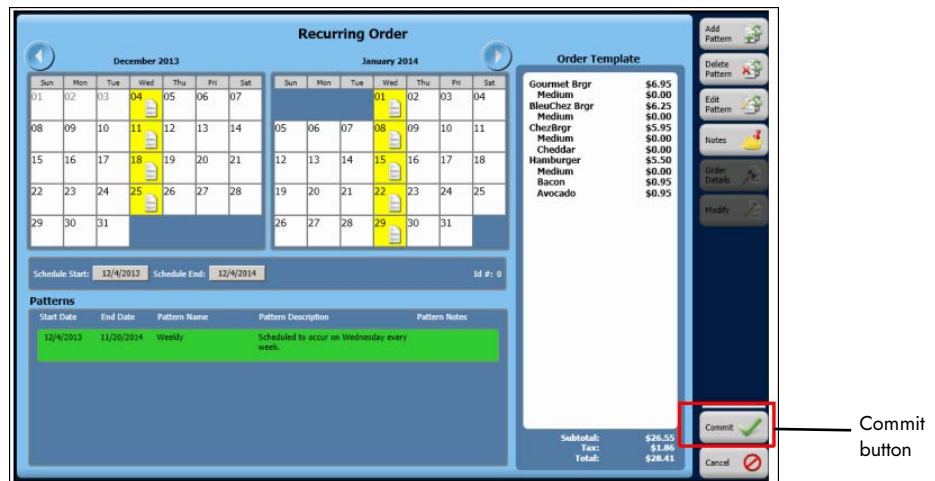 Recurring Order
December 2013
Sun Mon Tue Wed Thu Fri Sat
01 02 03 04 05 06 07
08 09 10 11 12 13 14
15 16 17 18 19 20 21
22 23 24 25 26 27 28
29 30 31
January 2014
Sun Mon Tue Wed Thu Fri Sat
01 02 03 04
05 06 07 08 09 10 11
12 13 14 15 16 17 18
19 20 21 22 23 24 25
26 27 28 29 30 31
Schedule Start: 12/4/2013 Schedule End: 12/4/2014 Id #: 0
Patterns
Start Date End Date Pattern Name Pattern Description Pattern Notes
12/4/2013 11/20/2014 Weekly Scheduled to occur on Wednesday every
week.
Order Template
Gourmet Brgr $6.95
Medium $0.00
BleuChez Brgr $6.25
Medium $0.00
ChezBrgr $5.95
Medium $0.00
Cheddar $0.00
Hamburger $5.50
Medium $0.00
Bacon $0.95
Avocado $0.95
Subtotal: $26.55
Tax: $1.86
Total: $28.41
Add
Pattern
Delete
Pattern
Edit
Pattern
Notes
Order
Details
Modify
Commit
Cancel
Commit
button